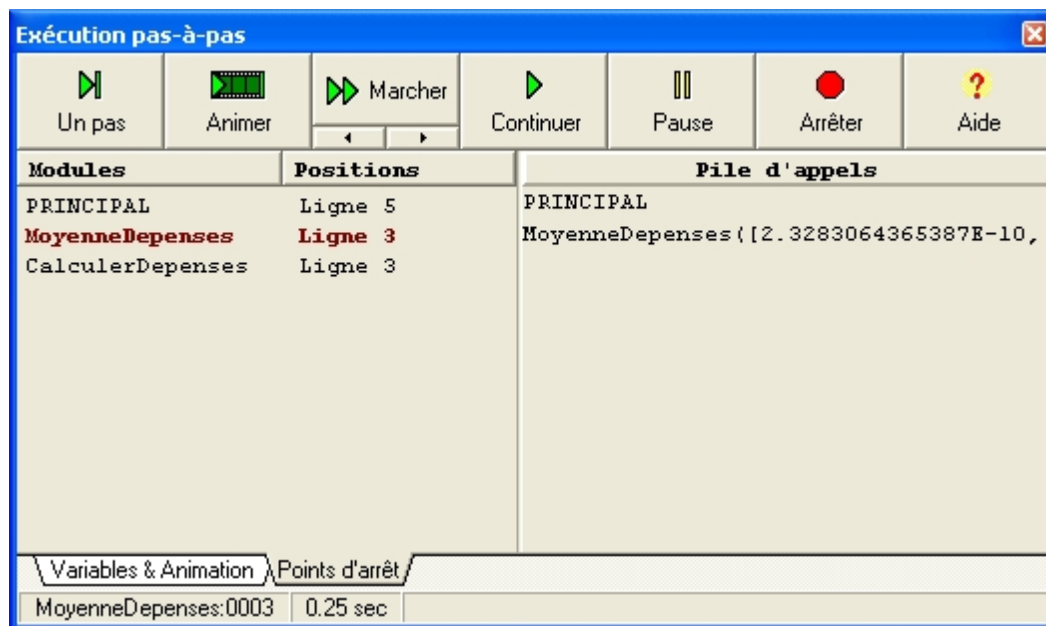 Exécution pas-à-pas
Un pas
Animer
Marcher
Continuer
Pause
Arrêter
Aide
? 
Modules Positions Pile d'appels
PRINCIPAL Ligne 5
MoyenneDepenses Ligne 3
CalculerDepenses Ligne 3
PRINCIPAL
MoyenneDepenses([2.3283064365387E-10,
Variables & Animation Points d'arrêt
MoyenneDepenses:0003 0.25 sec